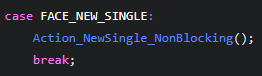 case FACE_NEW_SINGLE:
Action_NewSingle_NonBlocking();
break;